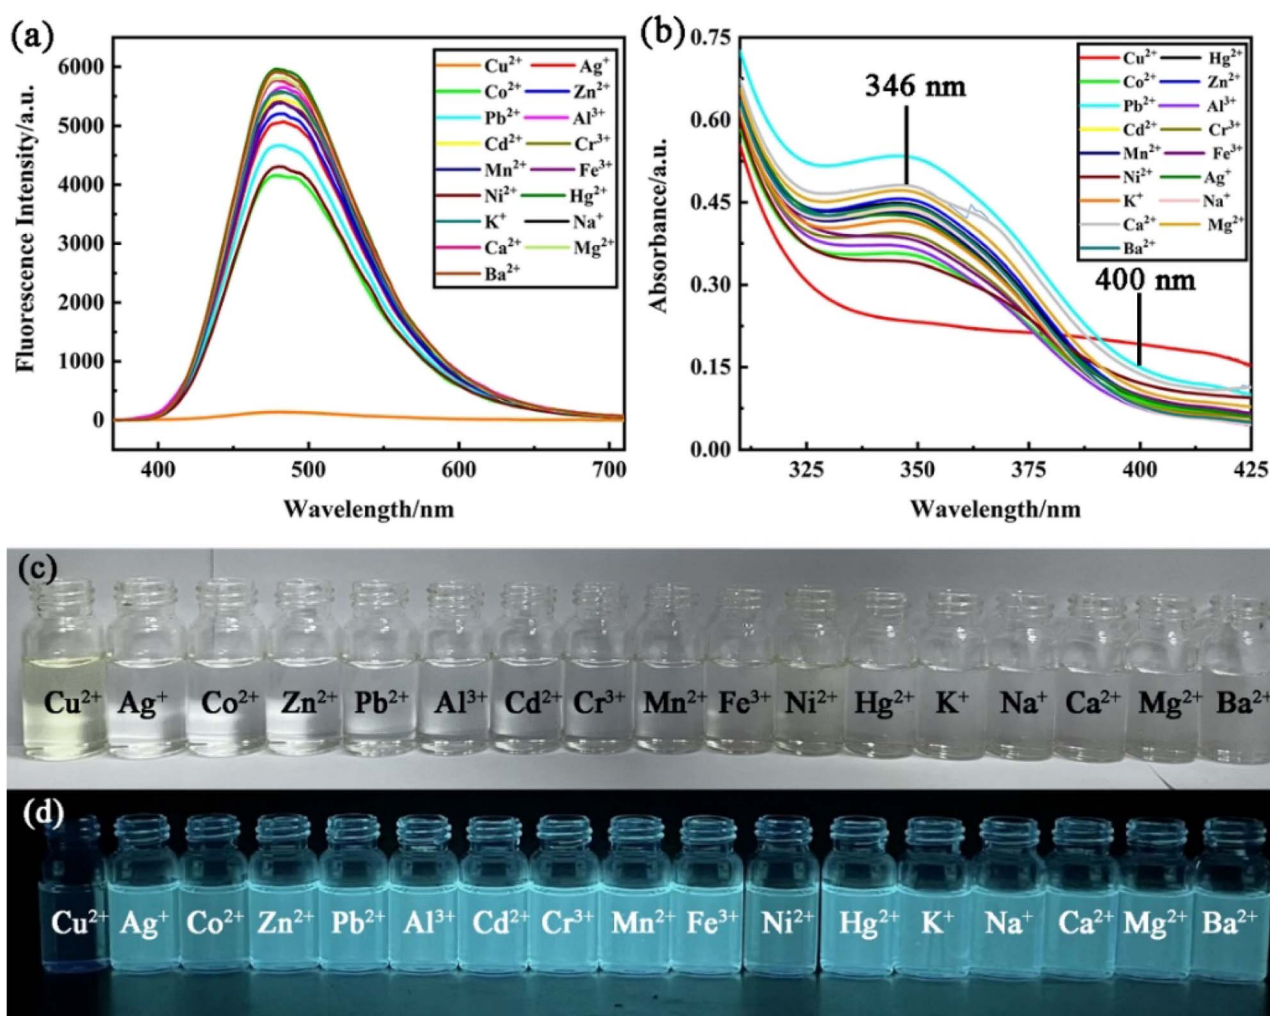 (a)
Fluorescence Intensity/a.u.
6000
5000
4000
3000
2000
1000
0
400 500 600 700
Wavelength/nm
Cu²⁺ Ag⁺
Co²⁺ Zn²⁺
Pb²⁺ Al³⁺
Cd²⁺ Cr³⁺
Mn²⁺ Fe³⁺
Ni²⁺ Hg²⁺
K⁺ Na⁺
Ca²⁺ Mg²⁺
Ba²⁺
(b)
Absorbance/a.u.
0.75
0.60
0.45
0.30
0.15
0.00
325 350 375 400 425
Wavelength/nm
346 nm
400 nm
Cu²⁺ Hg²⁺
Co²⁺ Zn²⁺
Pb²⁺ Al³⁺
Cd²⁺ Cr³⁺
Mn²⁺ Fe³⁺
Ni²⁺ Ag⁺
K⁺ Na⁺
Ca²⁺ Mg²⁺
Ba²⁺
(c)
Cu²⁺ Ag⁺ Co²⁺ Zn²⁺ Pb²⁺ Al³⁺ Cd²⁺ Cr³⁺ Mn²⁺ Fe³⁺ Ni²⁺ Hg²⁺ K⁺ Na⁺ Ca²⁺ Mg²⁺ Ba²⁺
(d)
Cu²⁺ Ag⁺ Co²⁺ Zn²⁺ Pb²⁺ Al³⁺ Cd²⁺ Cr³⁺ Mn²⁺ Fe³⁺ Ni²⁺ Hg²⁺ K⁺ Na⁺ Ca²⁺ Mg²⁺ Ba²⁺